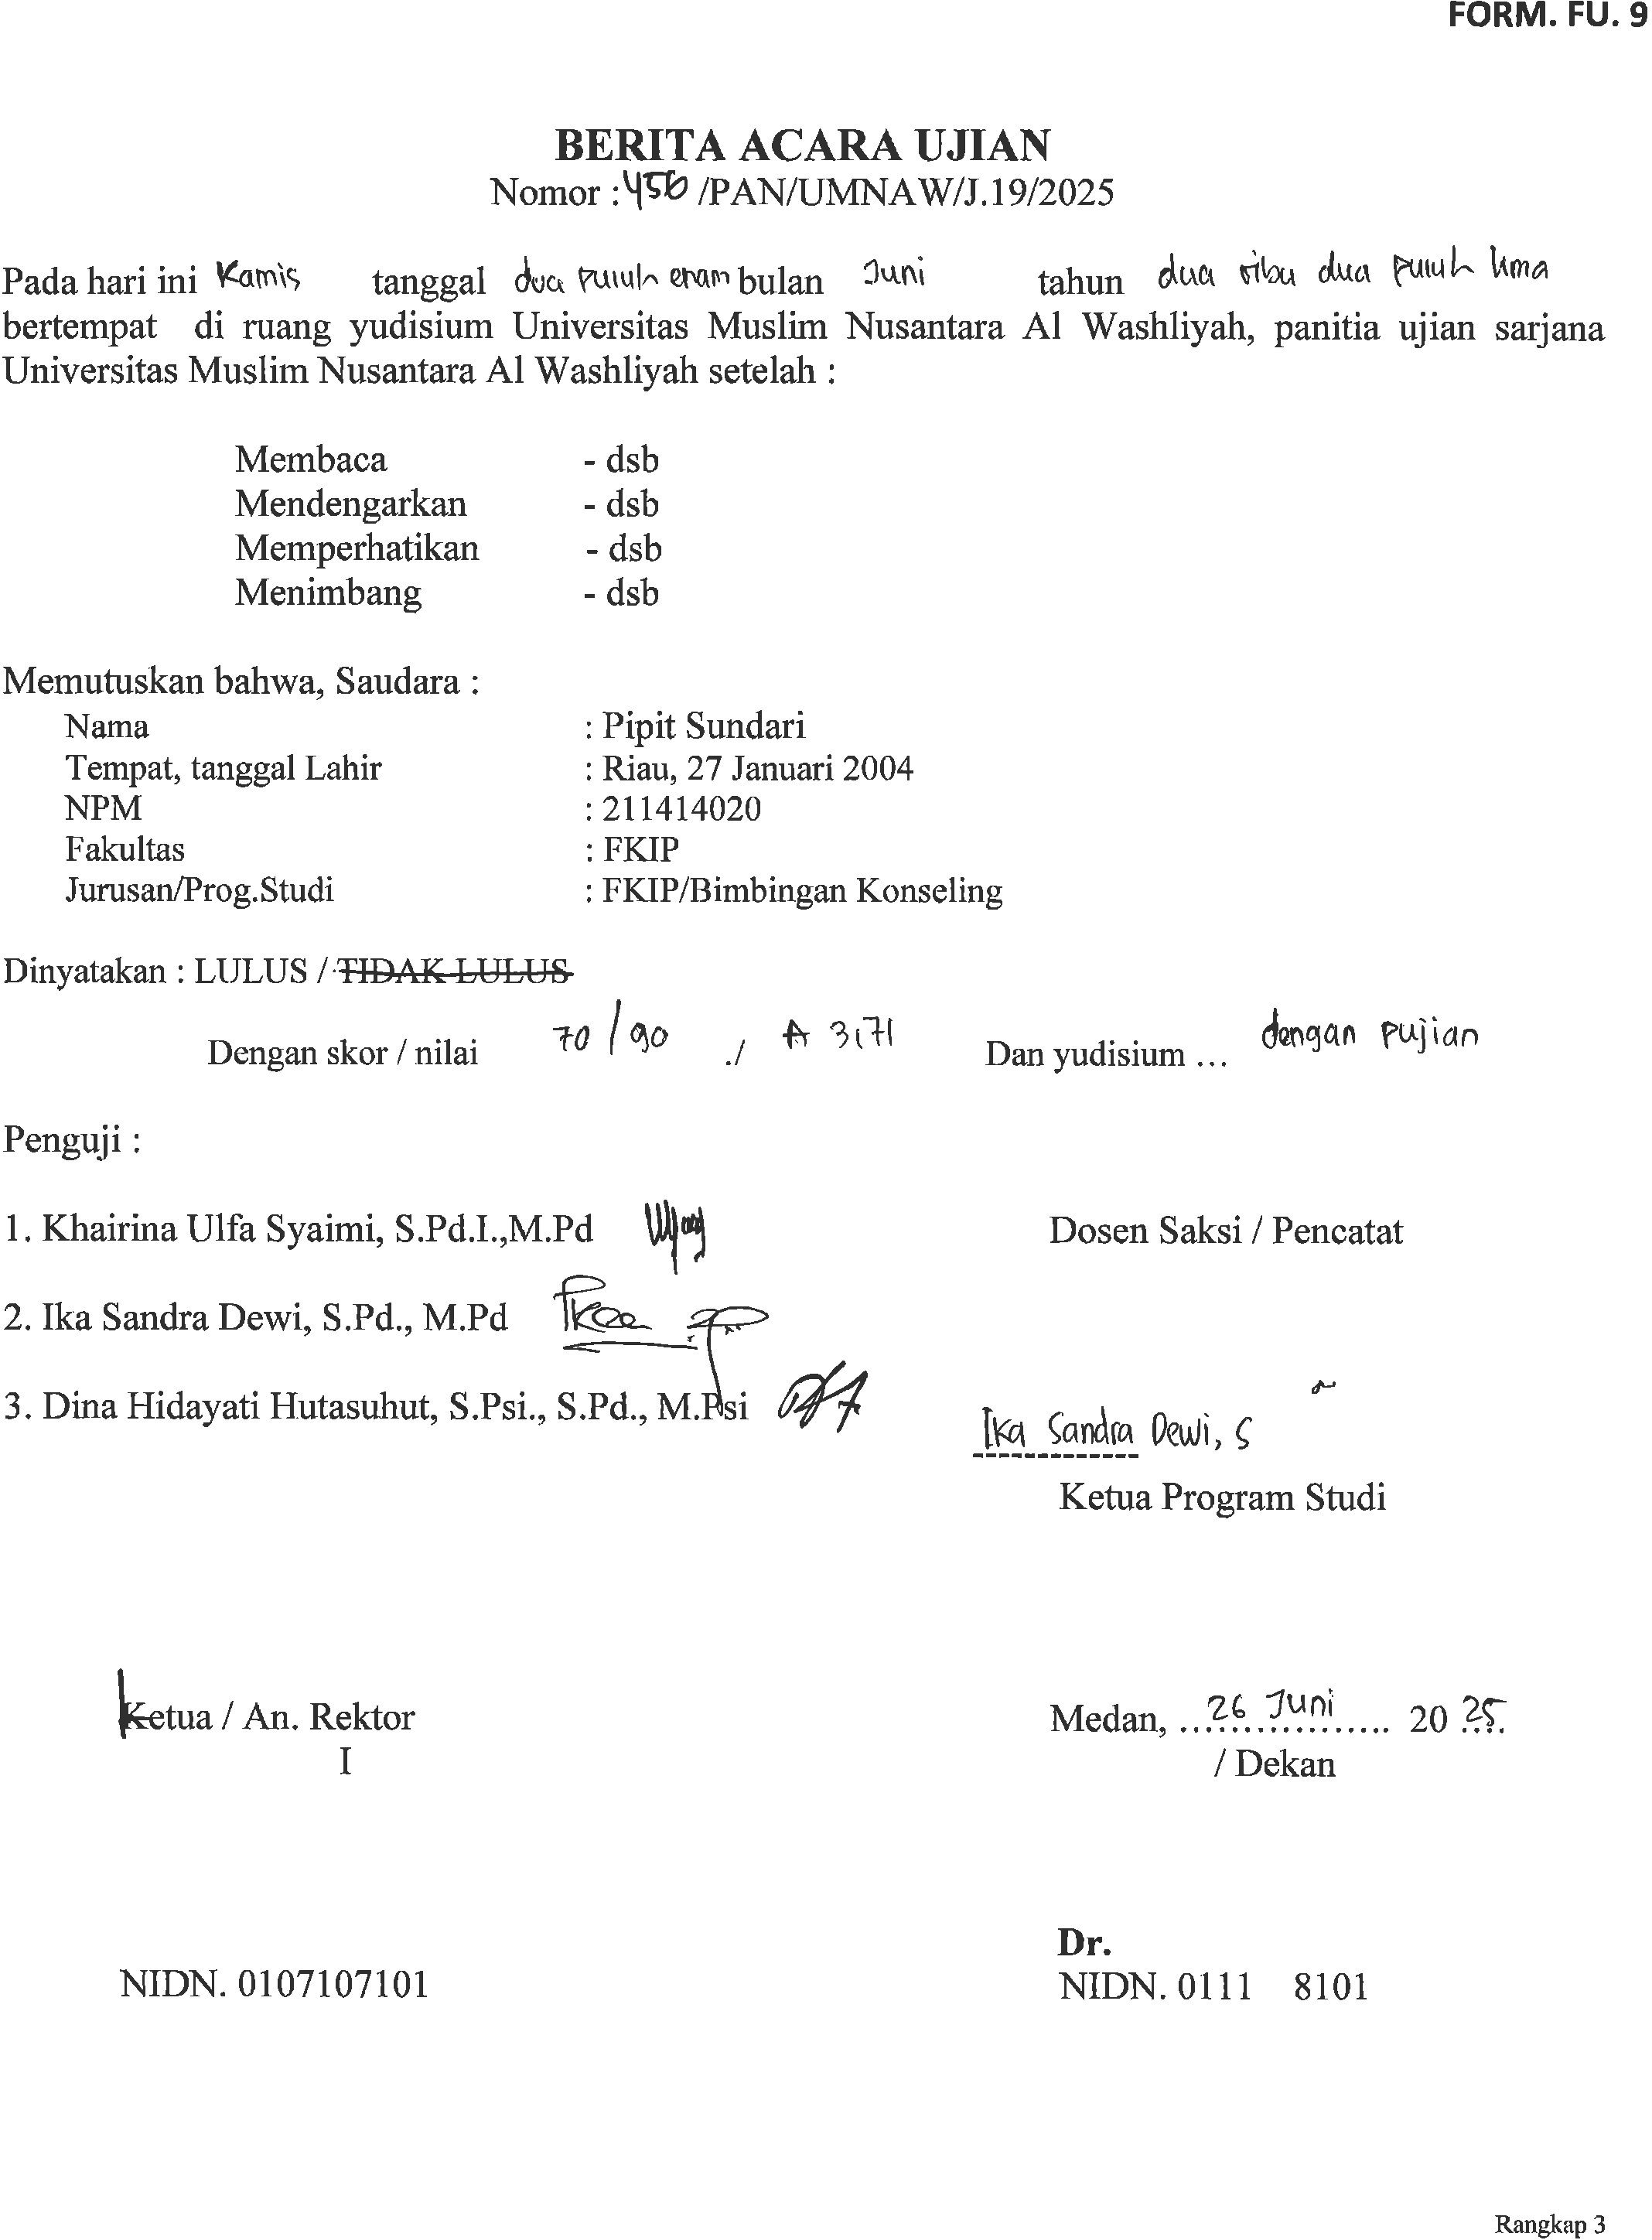 FORM. FU. 9
BERITA ACARA UJIAN
Nomor : 456 /PAN/UMNAW/J.19/2025
Pada hari ini Kamis tanggal dua puluh enam bulan Juni tahun dua ribu dua puluh lima
bertempat di ruang yudisium Universitas Muslim Nusantara Al Washliyah, panitia ujian sarjana
Universitas Muslim Nusantara Al Washliyah setelah :
Membaca - dsb
Mendengarkan - dsb
Memperhatikan - dsb
Menimbang - dsb
Memutuskan bahwa, Saudara :
Nama : Pipit Sundari
Tempat, tanggal Lahir : Riau, 27 Januari 2004
NPM : 211414020
Fakultas : FKIP
Jurusan/Prog.Studi : FKIP/Bimbingan Konseling
Dinyatakan : LULUS / TIDAK LULUS
Dengan skor / nilai 70 / 90 ./ A 3,71 Dan yudisium ... dengan pujian
Penguji :
1. Khairina Ulfa Syaimi, S.Pd.I.,M.Pd Dosen Saksi / Pencatat
2. Ika Sandra Dewi, S.Pd., M.Pd
3. Dina Hidayati Hutasuhut, S.Psi., S.Pd., M.Psi
Ika Sandra Dewi, S
Ketua Program Studi
Ketua / An. Rektor Medan, 26 Juni 20 25
I / Dekan
Dr.
NIDN. 0107107101 NIDN. 0111 8101
Rangkap 3